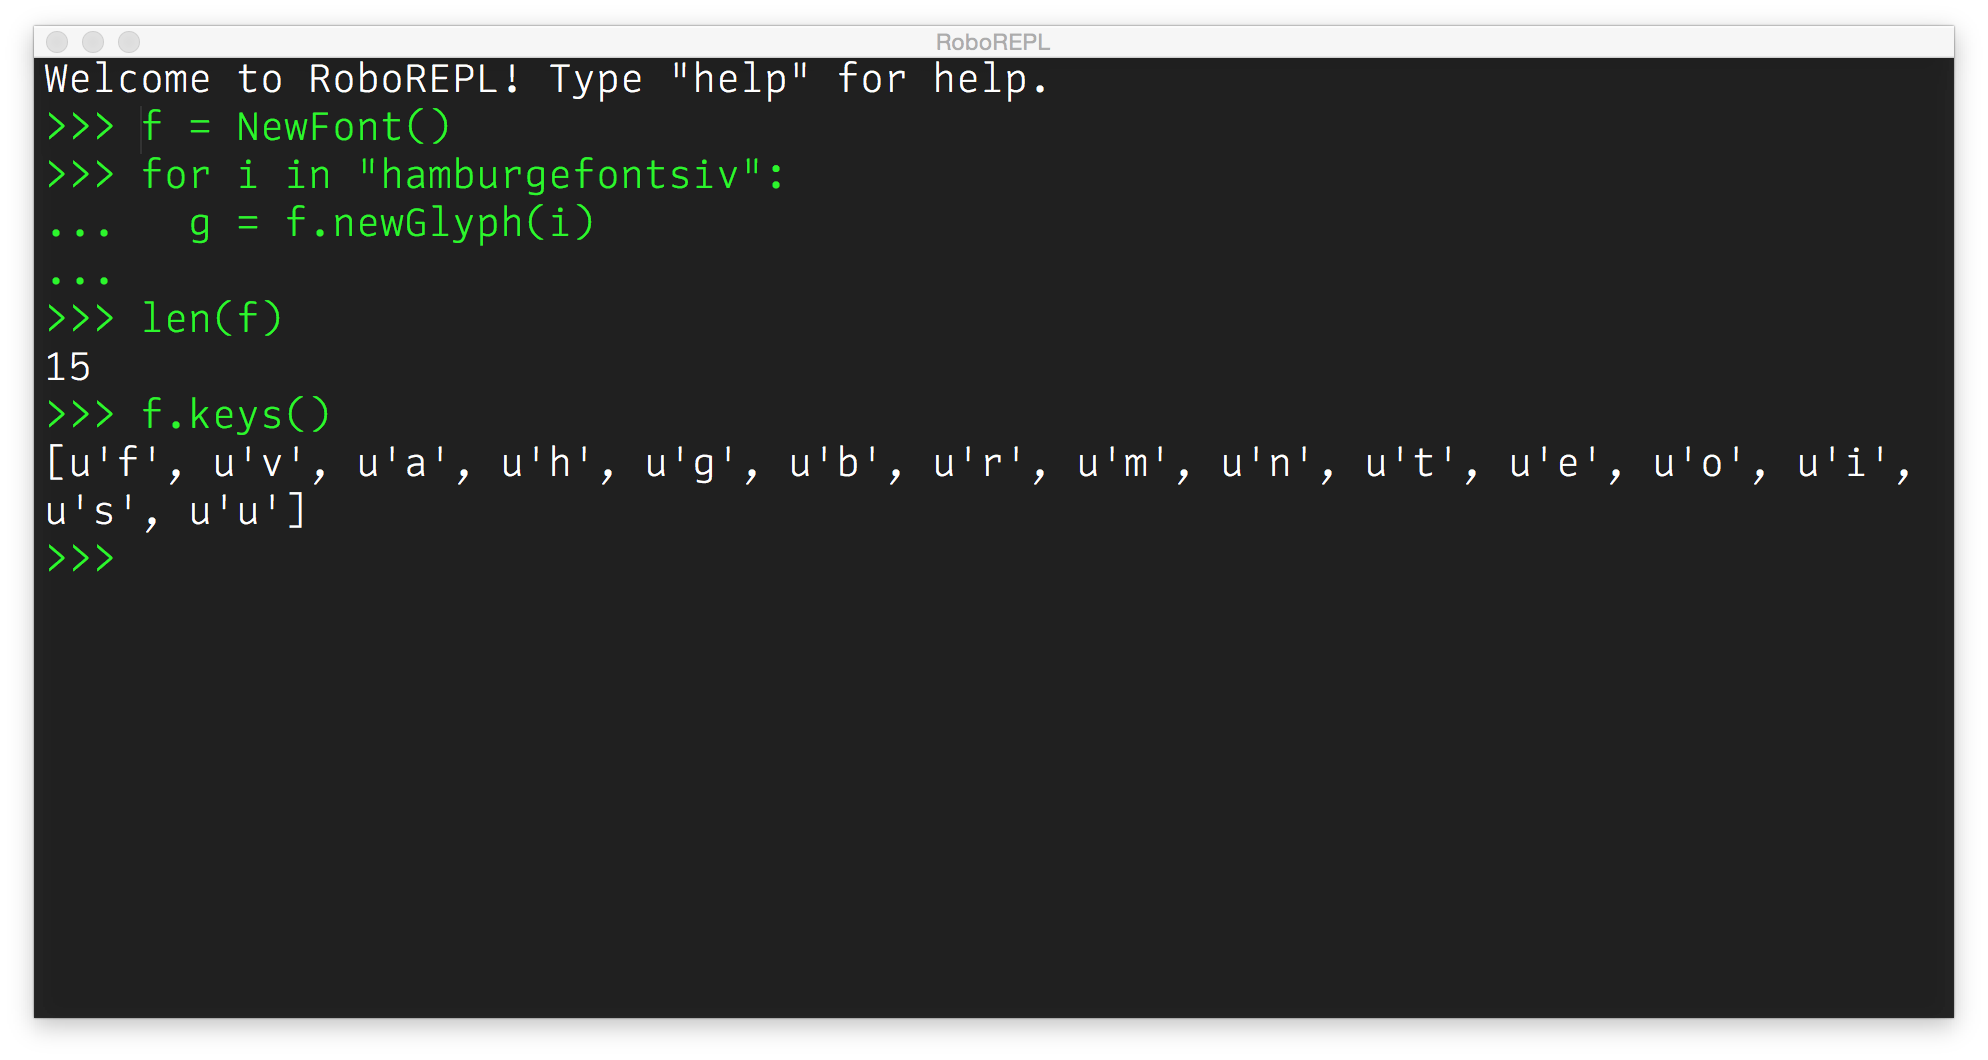 RoboREPL
Welcome to RoboREPL! Type "help" for help.
>>> f = NewFont()
>>> for i in "hamburgefontsiv":
...   g = f.newGlyph(i)
...
>>> len(f)
15
>>> f.keys()
[u'f', u'v', u'a', u'h', u'g', u'b', u'r', u'm', u'n', u't', u'e', u'o', u'i',
u's', u'u']
>>>